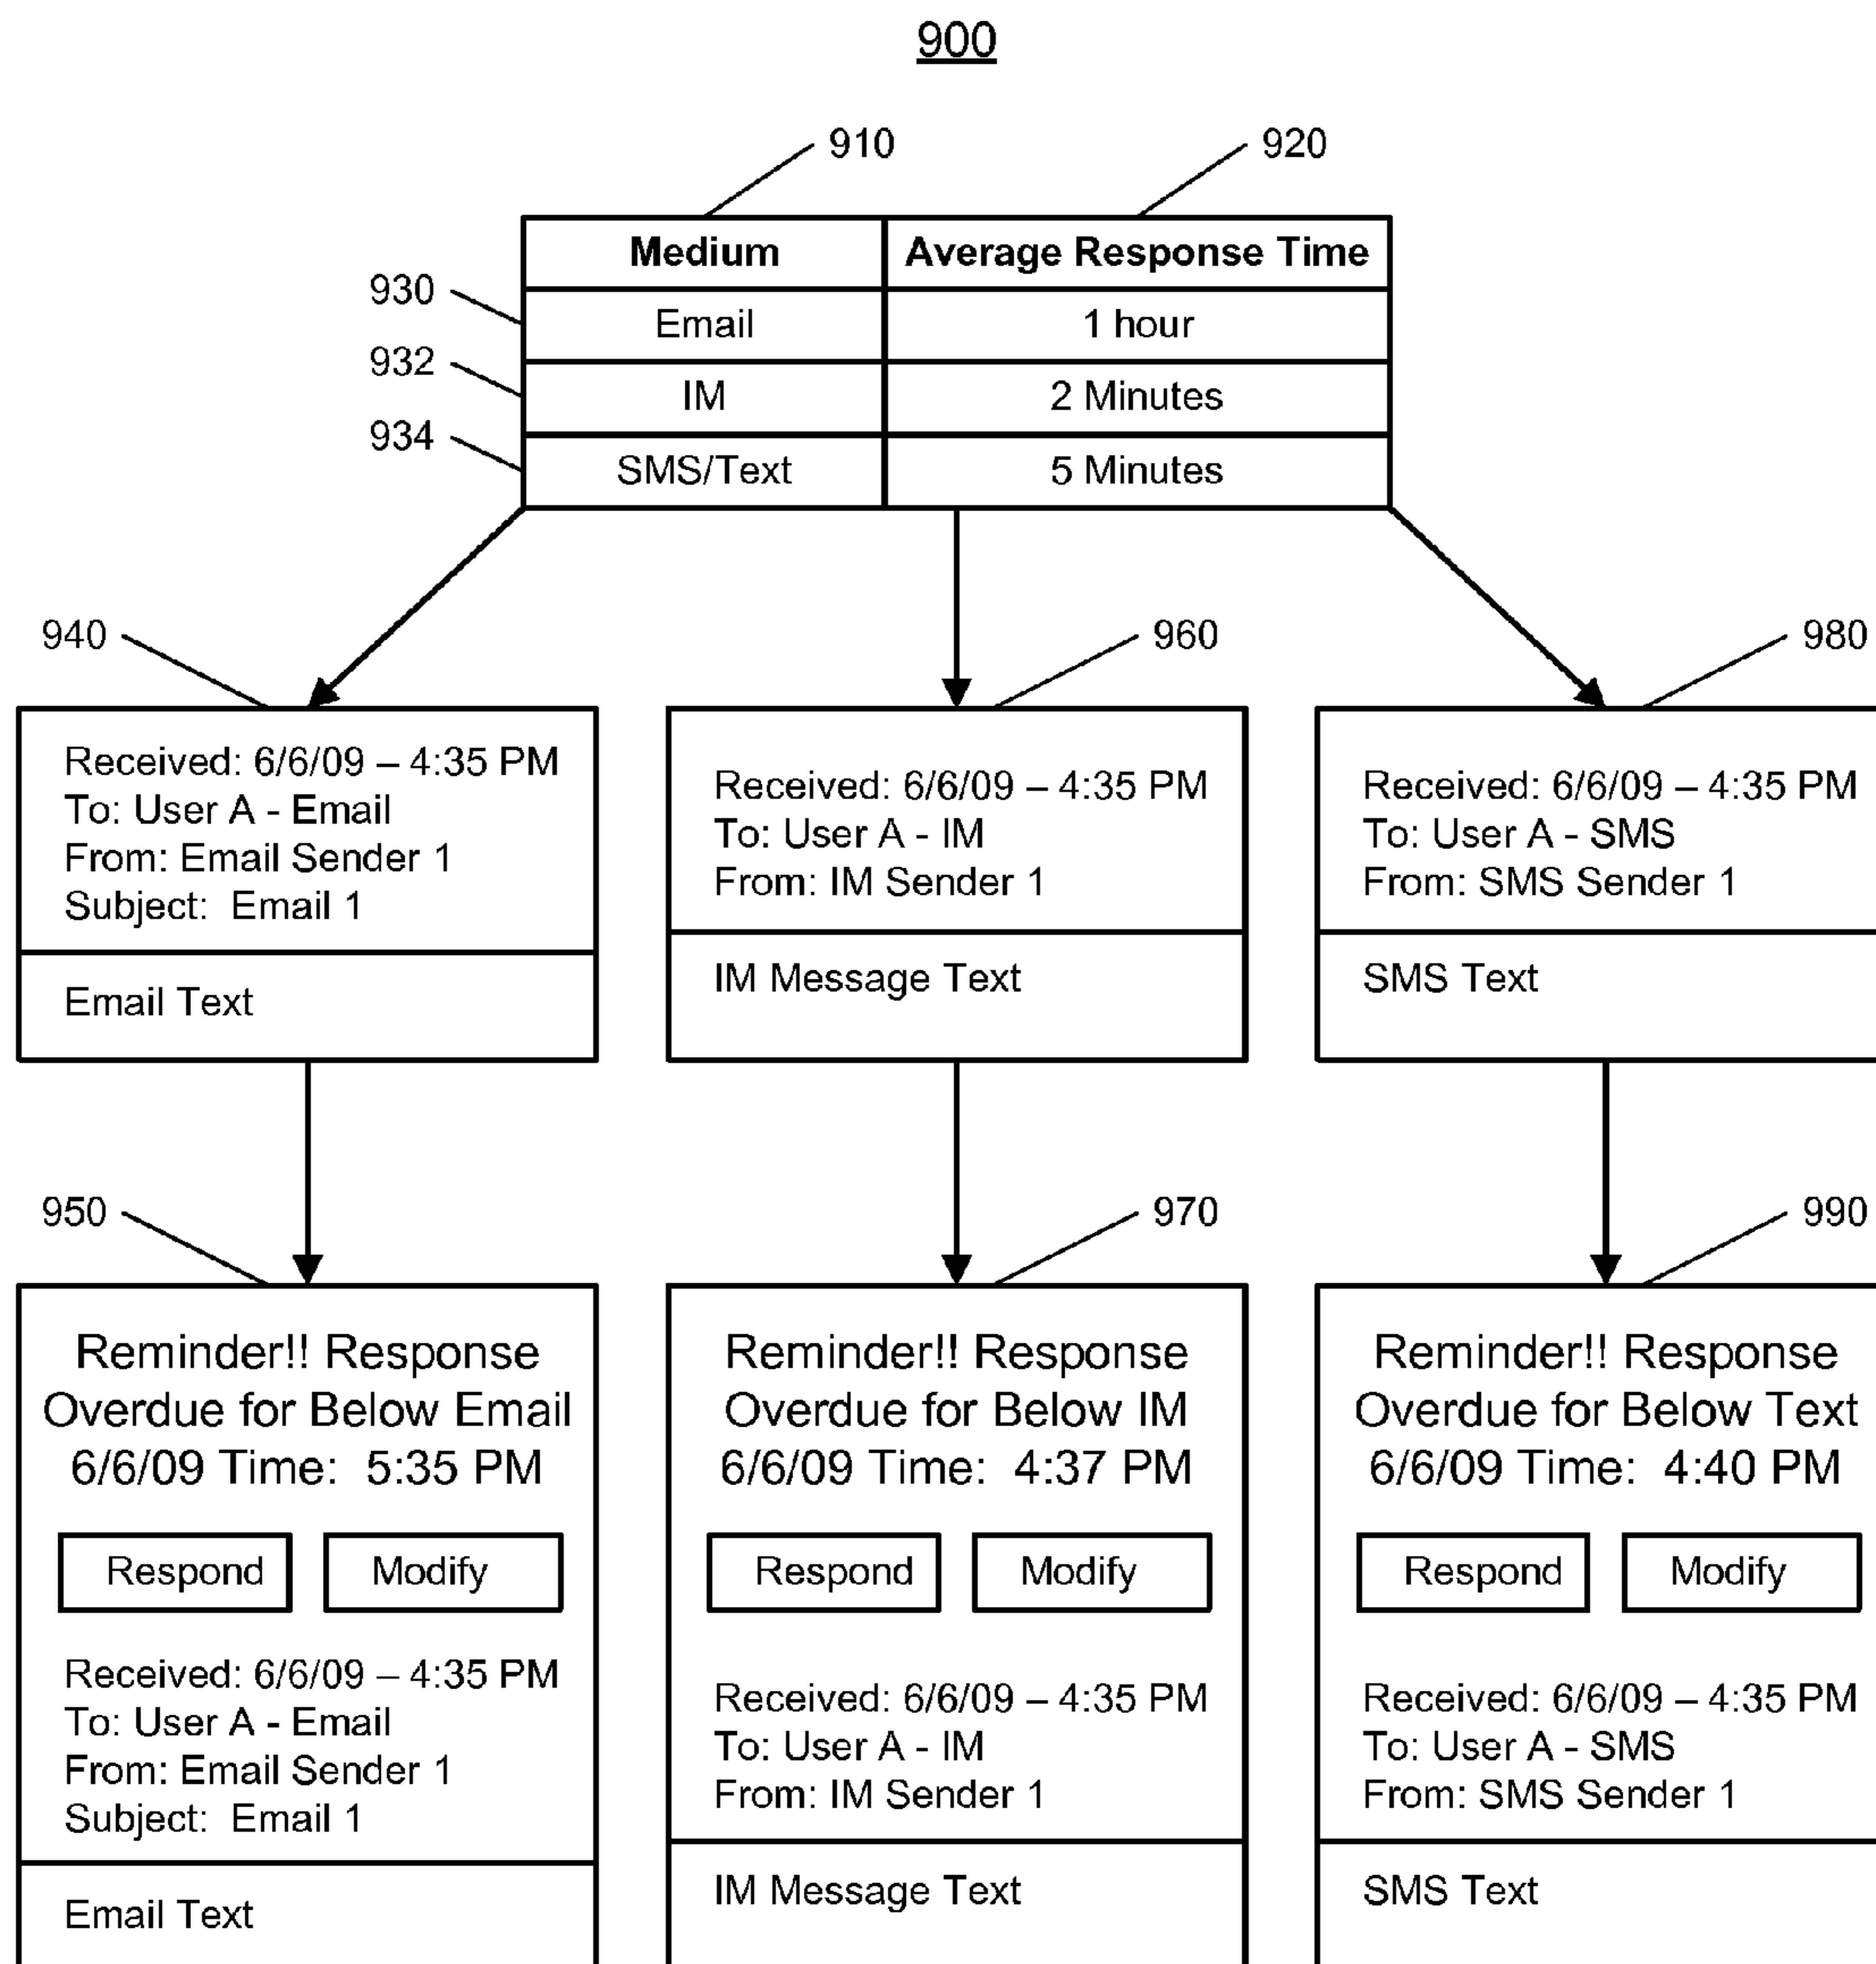 900
910
920
Medium
Average Response Time
930
Email
1 hour
932
IM
2 Minutes
934
SMS/Text
5 Minutes
940
Received: 6/6/09 – 4:35 PM
To: User A - Email
From: Email Sender 1
Subject:  Email 1
Email Text
960
Received: 6/6/09 – 4:35 PM
To: User A - IM
From: IM Sender 1
IM Message Text
980
Received: 6/6/09 – 4:35 PM
To: User A - SMS
From: SMS Sender 1
SMS Text
950
Reminder!! Response
Overdue for Below Email
6/6/09 Time:  5:35 PM
Respond
Modify
Received: 6/6/09 – 4:35 PM
To: User A - Email
From: Email Sender 1
Subject:  Email 1
Email Text
970
Reminder!! Response
Overdue for Below IM
6/6/09 Time:  4:37 PM
Respond
Modify
Received: 6/6/09 – 4:35 PM
To: User A - IM
From: IM Sender 1
IM Message Text
990
Reminder!! Response
Overdue for Below Text
6/6/09 Time:  4:40 PM
Respond
Modify
Received: 6/6/09 – 4:35 PM
To: User A - SMS
From: SMS Sender 1
SMS Text